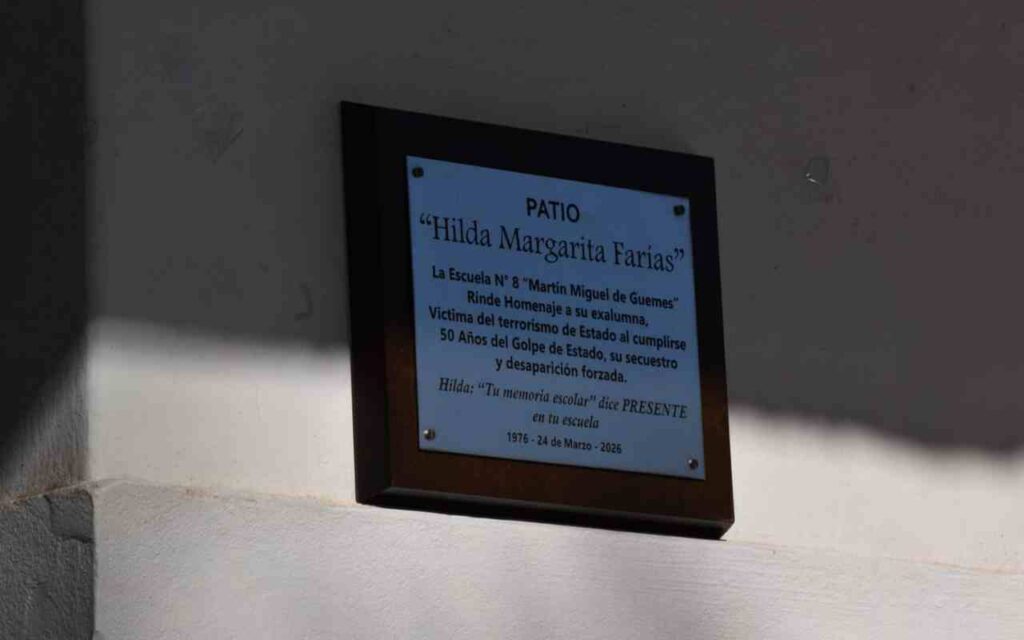 PATIO
“Hilda Margarita Farías”
La Escuela N° 8 “Martín Miguel de Guemes”
Rinde Homenaje a su exalumna,
Victima del terrorismo de Estado al cumplirse
50 Años del Golpe de Estado, su secuestro
y desaparición forzada.
Hilda: “Tu memoria escolar” dice PRESENTE
en tu escuela
1976 - 24 de Marzo - 2026